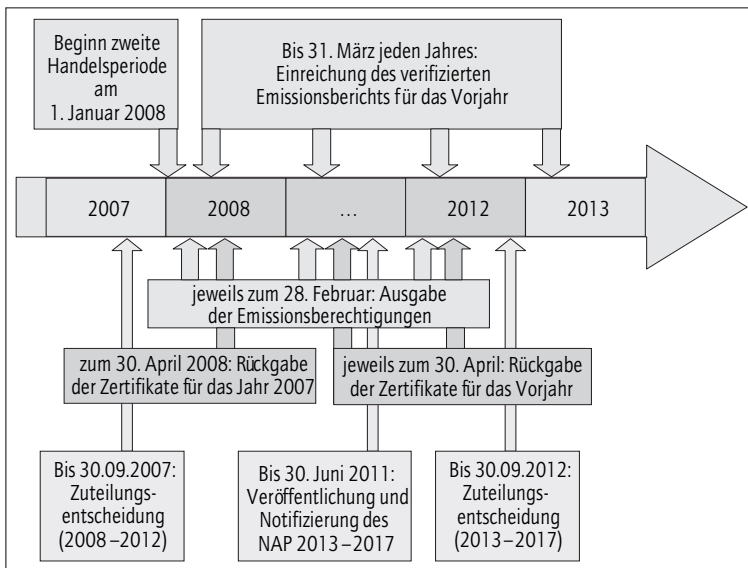 Beginn zweite
Handelsperiode
am
1. Januar 2008
Bis 31. März jeden Jahres:
Einreichung des verifizierten
Emissionsberichts für das Vorjahr
2007
2008
...
2012
2013
jeweils zum 28. Februar: Ausgabe
der Emissionsberechtigungen
zum 30. April 2008: Rückgabe
der Zertifikate für das Jahr 2007
jeweils zum 30. April: Rückgabe
der Zertifikate für das Vorjahr
Bis 30.09.2007:
Zuteilungs-
entscheidung
(2008–2012)
Bis 30. Juni 2011:
Veröffentlichung und
Notifizierung des
NAP 2013–2017
Bis 30.09.2012:
Zuteilungs-
entscheidung
(2013–2017)